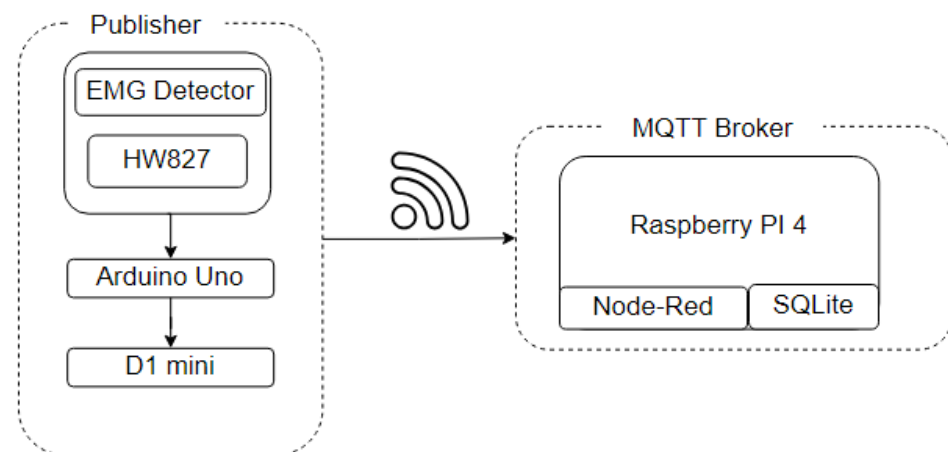 Publisher
EMG Detector
HW827
Arduino Uno
D1 mini
MQTT Broker
Raspberry PI 4
Node-Red
SQLite